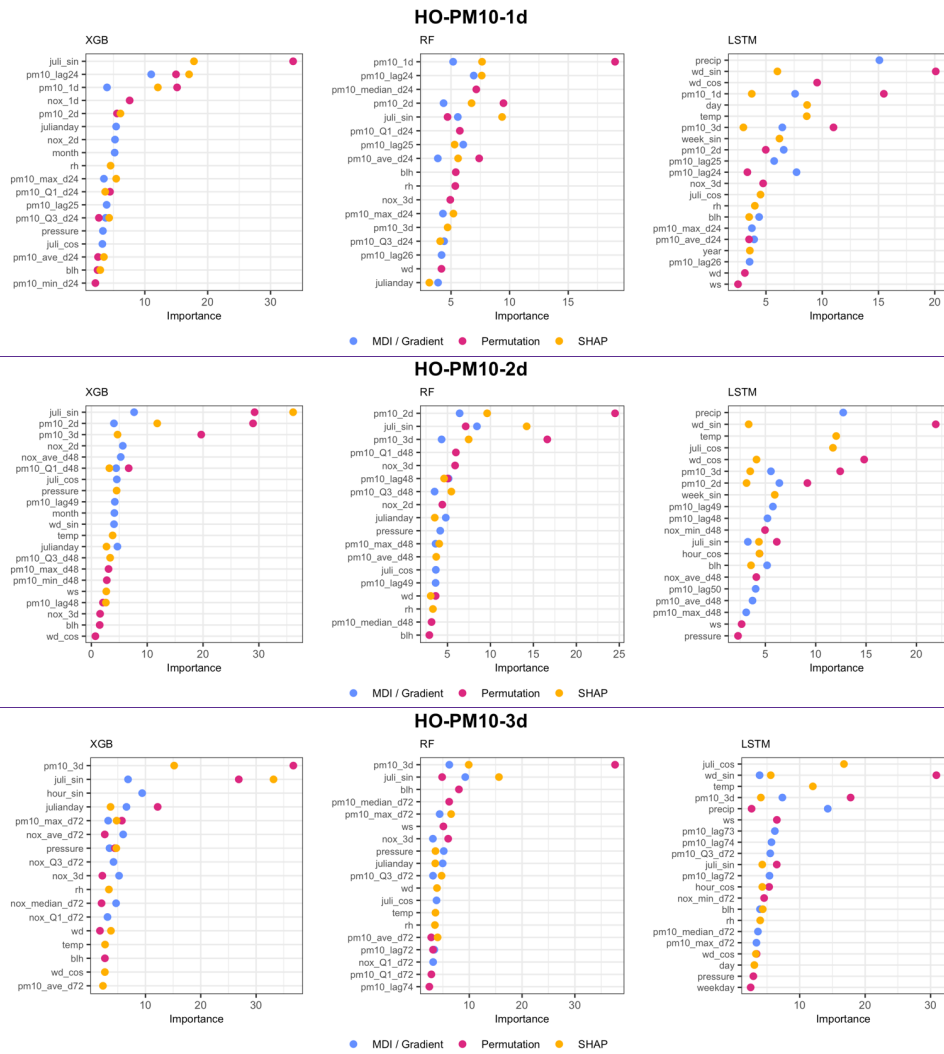 HO-PM10-1d
XGB
juli_sin
pm10_lag24
pm10_1d
nox_1d
pm10_2d
julianday
nox_2d
month
rh
pm10_max_d24
pm10_Q1_d24
pm10_lag25
pm10_Q3_d24
pressure
juli_cos
pm10_ave_d24
blh
pm10_min_d24
10 20 30
Importance
RF
pm10_1d
pm10_lag24
pm10_median_d24
pm10_2d
juli_sin
pm10_Q1_d24
pm10_lag25
pm10_ave_d24
blh
rh
nox_3d
pm10_max_d24
pm10_3d
pm10_Q3_d24
pm10_lag26
wd
julianday
5 10 15
Importance
LSTM
precip
wd_sin
wd_cos
pm10_1d
day
temp
pm10_3d
week_sin
pm10_2d
pm10_lag25
pm10_lag24
nox_3d
juli_cos
rh
blh
pm10_max_d24
pm10_ave_d24
year
pm10_lag26
wd
ws
5 10 15 20
Importance
MDI / Gradient Permutation SHAP
HO-PM10-2d
XGB
juli_sin
pm10_2d
pm10_3d
nox_2d
nox_ave_d48
pm10_Q1_d48
juli_cos
pressure
pm10_lag49
month
wd_sin
temp
julianday
pm10_Q3_d48
pm10_max_d48
pm10_min_d48
ws
pm10_lag48
nox_3d
blh
wd_cos
0 10 20 30
Importance
RF
pm10_2d
juli_sin
pm10_3d
pm10_Q1_d48
nox_3d
pm10_lag48
pm10_Q3_d48
nox_2d
julianday
pressure
pm10_max_d48
pm10_ave_d48
juli_cos
pm10_lag49
wd
rh
pm10_median_d48
blh
5 10 15 20 25
Importance
LSTM
precip
wd_sin
temp
juli_cos
wd_cos
pm10_3d
pm10_2d
week_sin
pm10_lag49
pm10_lag48
nox_min_d48
juli_sin
hour_cos
blh
nox_ave_d48
pm10_lag50
pm10_ave_d48
pm10_max_d48
ws
pressure
5 10 15 20
Importance
MDI / Gradient Permutation SHAP
HO-PM10-3d
XGB
pm10_3d
juli_sin
hour_sin
julianday
pm10_max_d72
nox_ave_d72
pressure
nox_Q3_d72
nox_3d
rh
nox_median_d72
nox_Q1_d72
wd
temp
blh
wd_cos
pm10_ave_d72
10 20 30
Importance
RF
pm10_3d
juli_sin
blh
pm10_median_d72
pm10_max_d72
ws
nox_3d
pressure
julianday
pm10_Q3_d72
wd
juli_cos
temp
rh
pm10_ave_d72
pm10_lag72
nox_Q1_d72
pm10_Q1_d72
pm10_lag74
10 20 30
Importance
LSTM
juli_cos
wd_sin
temp
pm10_3d
precip
ws
pm10_lag73
pm10_lag74
pm10_Q3_d72
juli_sin
pm10_lag72
hour_cos
nox_min_d72
blh
rh
pm10_median_d72
pm10_max_d72
wd_cos
day
pressure
weekday
10 20 30
Importance
MDI / Gradient Permutation SHAP